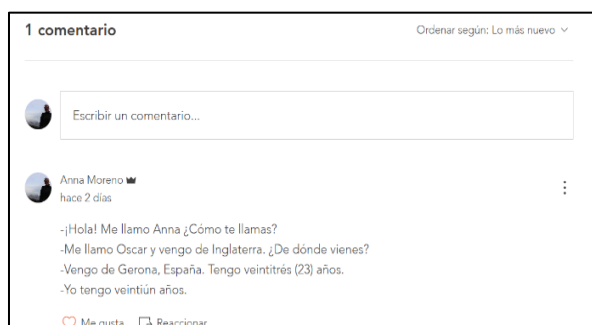 1 comentario
Ordenar según: Lo más nuevo
Escribir un comentario...
Anna Moreno
hace 2 días
-¡Hola! Me llamo Anna ¿Cómo te llamas?
-Me llamo Oscar y vengo de Inglaterra. ¿De dónde vienes?
-Vengo de Gerona, España. Tengo veintitrés (23) años.
-Yo tengo veintiún años.
Me gusta
Reaccionar